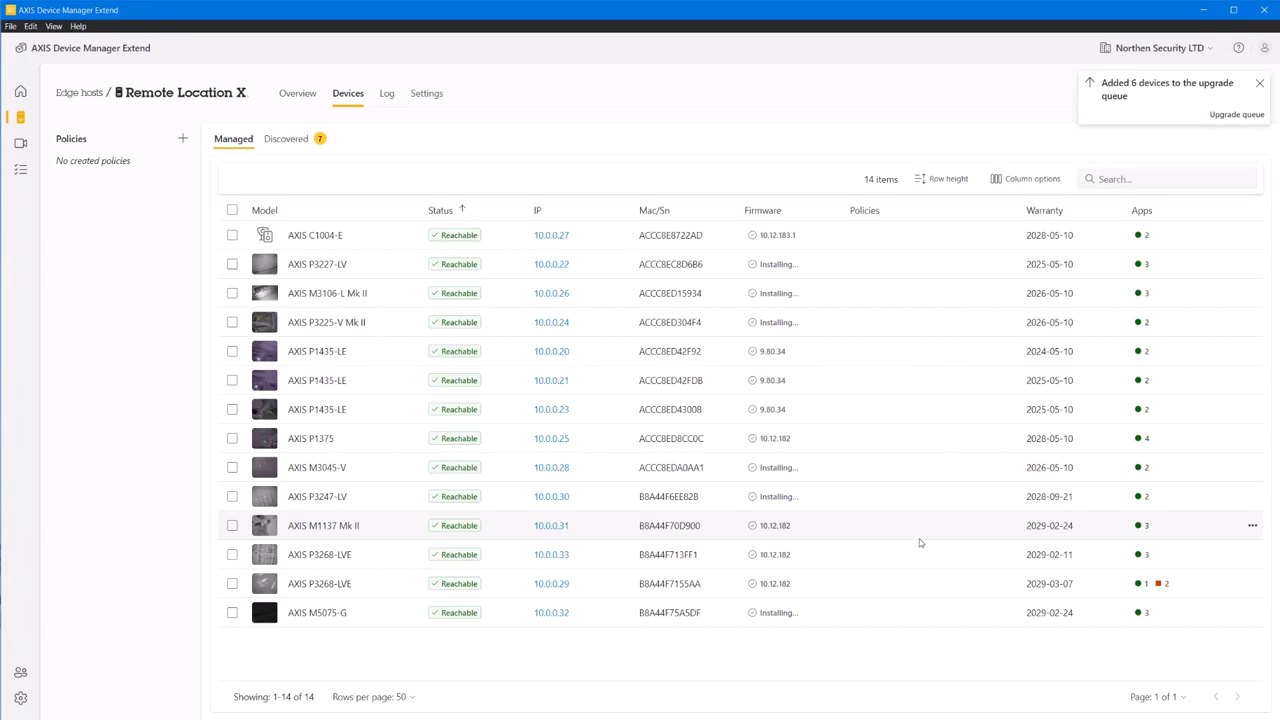 AXIS Device Manager Extend
File Edit View Help
AXIS Device Manager Extend
Northen Security LTD
Edge hosts / Remote Location X
Overview Devices Log Settings
Added 6 devices to the upgrade
queue
Upgrade queue
Policies
No created policies
Managed Discovered 7
14 items Row height Column options Search...
Model Status IP Mac/Sn Firmware Policies Warranty Apps
AXIS C1004-E Reachable 10.0.0.27 ACCC8E8722AD 10.12.183.1 2028-05-10 2
AXIS P3227-LV Reachable 10.0.0.22 ACCC8EC8D6B6 Installing... 2025-05-10 3
AXIS M3106-L Mk II Reachable 10.0.0.26 ACCC8ED15934 Installing... 2026-05-10 3
AXIS P3225-V Mk II Reachable 10.0.0.24 ACCC8ED304F4 Installing... 2026-05-10 2
AXIS P1435-LE Reachable 10.0.0.20 ACCC8ED42F92 9.80.34 2024-05-10 2
AXIS P1435-LE Reachable 10.0.0.21 ACCC8ED42FDB 9.80.34 2025-05-10 2
AXIS P1435-LE Reachable 10.0.0.23 ACCC8ED43008 9.80.34 2025-05-10 2
AXIS P1375 Reachable 10.0.0.25 ACCC8ED8CC0C 10.12.182 2028-05-10 4
AXIS M3045-V Reachable 10.0.0.28 ACCC8EDA0AA1 Installing... 2026-05-10 2
AXIS P3247-LV Reachable 10.0.0.30 B8A44F6EE82B Installing... 2028-09-21 2
AXIS M1137 Mk II Reachable 10.0.0.31 B8A44F70D900 10.12.182 2029-02-24 3
AXIS P3268-LVE Reachable 10.0.0.33 B8A44F713FF1 10.12.182 2029-02-11 3
AXIS P3268-LVE Reachable 10.0.0.29 B8A44F7155AA 10.12.182 2029-03-07 1 2
AXIS M5075-G Reachable 10.0.0.32 B8A44F75A5DF Installing... 2029-02-24 3
Showing: 1-14 of 14 Rows per page: 50 Page: 1 of 1